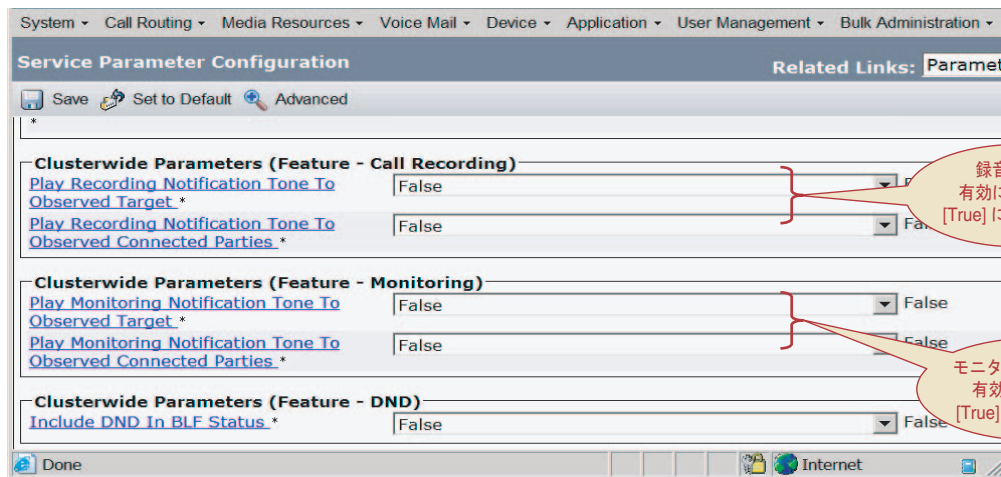 System Call Routing Media Resources Voice Mail Device Application User Management Bulk Administration
Service Parameter Configuration
Related Links:
Save Set to Default Advanced
*
Clusterwide Parameters (Feature - Call Recording)
Play Recording Notification Tone To
Observed Target *
False
Play Recording Notification Tone To
Observed Connected Parties *
False
録音
有効に
[True] に
Clusterwide Parameters (Feature - Monitoring)
Play Monitoring Notification Tone To
Observed Target *
False False
Play Monitoring Notification Tone To
Observed Connected Parties *
False False
モニタ
有効
[True]
Clusterwide Parameters (Feature - DND)
Include DND In BLF Status *
False False
Done Internet